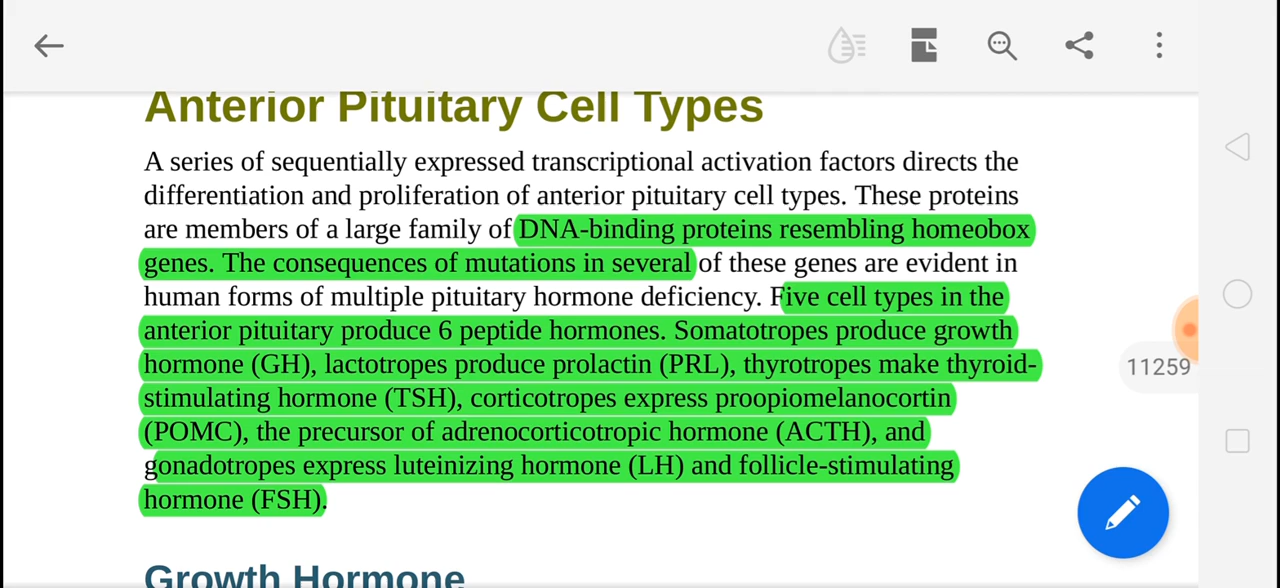 Anterior Pituitary Cell Types
A series of sequentially expressed transcriptional activation factors directs the
differentiation and proliferation of anterior pituitary cell types. These proteins
are members of a large family of DNA-binding proteins resembling homeobox
genes. The consequences of mutations in several of these genes are evident in
human forms of multiple pituitary hormone deficiency. Five cell types in the
anterior pituitary produce 6 peptide hormones. Somatotropes produce growth
hormone (GH), lactotropes produce prolactin (PRL), thyrotropes make thyroid-
stimulating hormone (TSH), corticotropes express proopiomelanocortin
(POMC), the precursor of adrenocorticotropic hormone (ACTH), and
gonadotropes express luteinizing hormone (LH) and follicle-stimulating
hormone (FSH).
11259
Growth Hormone